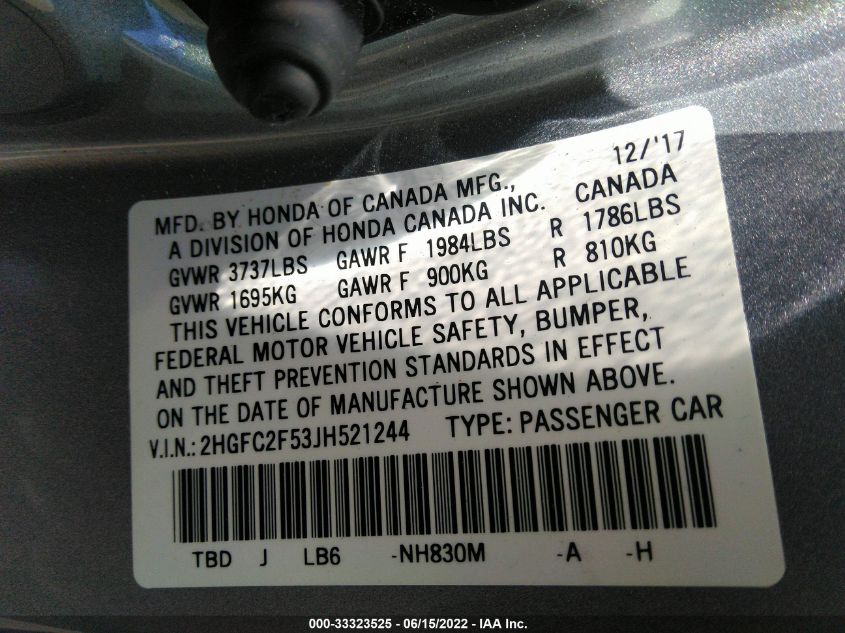 12/'17
MFD. BY HONDA OF CANADA MFG., CANADA
A DIVISION OF HONDA CANADA INC.
GVWR 3737LBS GAWR F 1984LBS R 1786LBS
GVWR 1695KG GAWR F 900KG R 810KG
THIS VEHICLE CONFORMS TO ALL APPLICABLE
FEDERAL MOTOR VEHICLE SAFETY, BUMPER,
AND THEFT PREVENTION STANDARDS IN EFFECT
ON THE DATE OF MANUFACTURE SHOWN ABOVE.
V.I.N.: 2HGFC2F53JH521244 TYPE: PASSENGER CAR
TBD J LB6 -NH830M -A -H
000-33323525 - 06/15/2022 - IAA Inc.